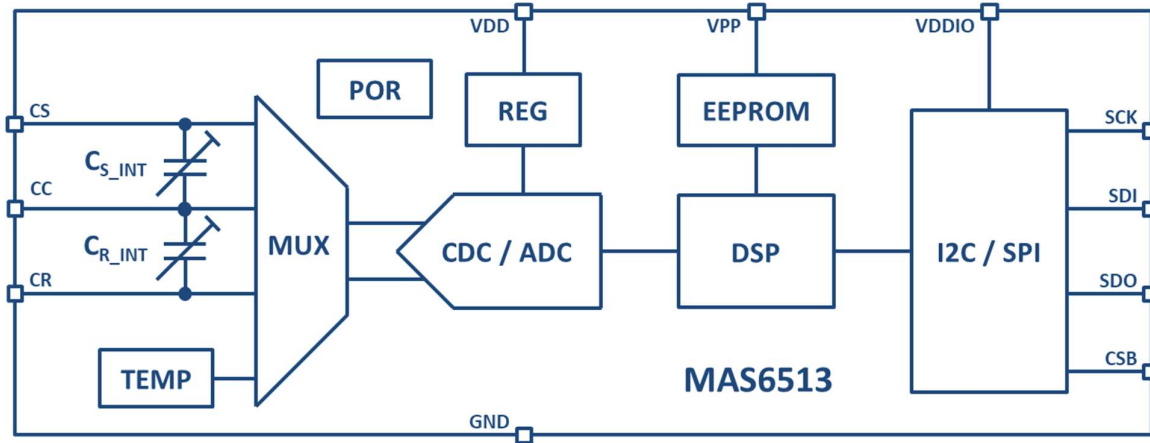 VDD
VPP
VDDIO
POR
REG
EEPROM
CS
SCK
C_S_INT
CC
SDI
MUX
CDC / ADC
DSP
I2C / SPI
C_R_INT
CR
SDO
TEMP
MAS6513
CSB
GND